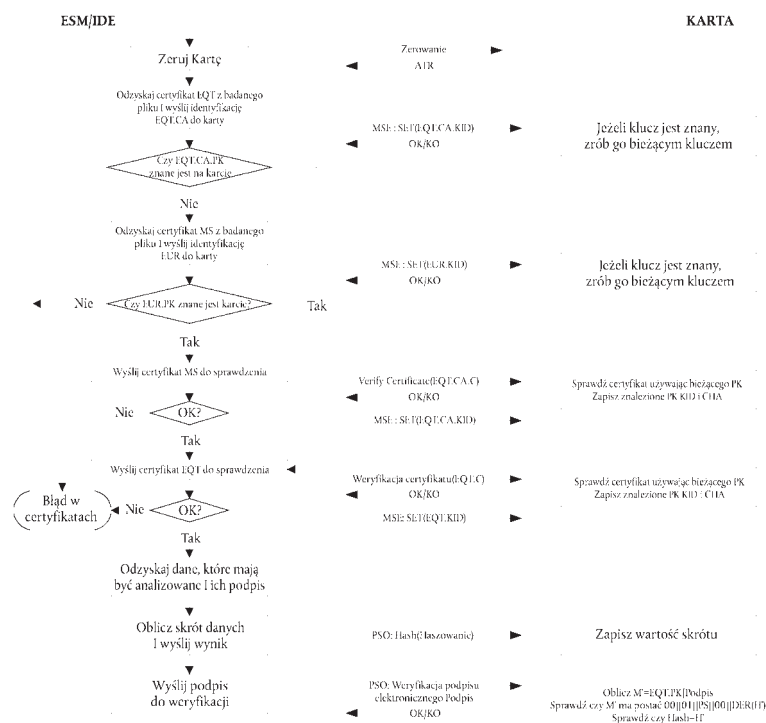 ESM/IDE
KARTA
Zeruj Kartę
Zerowanie
ATR
Odzyskaj certyfikat EQT z badanego
pliku I wyślij identyfikację
EQT.CA do karty
MSE : SET(EQT.CA.KID)
OK/KO
Jeżeli klucz jest znany,
zrób go bieżącym kluczem
Czy EQT.CA.PK
znane jest na karcie
Nie
Odzyskaj certyfikat MS z badanego
pliku I wyślij identyfikację
EUR do karty
MSE : SET(EUR.KID)
OK/KO
Jeżeli klucz jest znany,
zrób go bieżącym kluczem
Nie
Czy EUR.PK znane jest karcie?
Tak
Tak
Wyślij certyfikat MS do sprawdzenia
Verify Certificate(EQT.CA.C)
OK/KO
Sprawdź certyfikat używając bieżącego PK
Zapisz znalezione PK KID i CHA
Nie
OK?
MSE : SET(EQT.CA.KID)
Tak
Wyślij certyfikat EQT do sprawdzenia
Weryfikacja certyfikatu(EQT.C)
OK/KO
Sprawdź certyfikat używając bieżącego PK
Zapisz znalezione PK KID i CHA
Błąd w
certyfikatach
Nie
OK?
MSE: SET(EQT.KID)
Tak
Odzyskaj dane, które mają
być analizowane I ich podpis
Oblicz skrót danych
I wyślij wynik
PSO: Hash(Haszowanie)
Zapisz wartość skrótu
Wyślij podpis
do weryfikacji
PSO: Weryfikacja podpisu
elektronicznego Podpis
OK/KO
Oblicz M'=EQT.PK|Podpis
Sprawdź czy M' ma postać 00||01||PS||00||DER(H')
Sprawdź czy Hash=H'